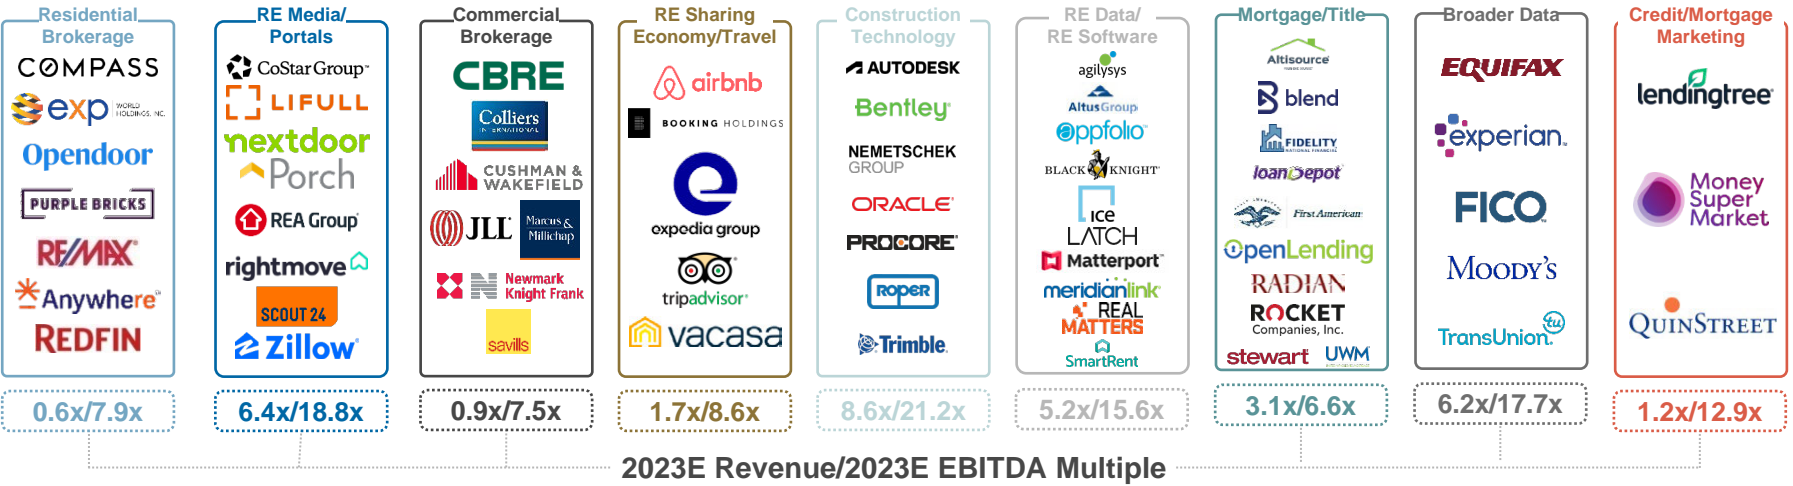 Residential
Brokerage
COMPASS
exp WORLD
HOLDINGS, INC.
Opendoor
PURPLE BRICKS
RE/MAX
Anywhere
REDFIN
0.6x/7.9x
RE Media/
Portals
CoStar Group™
LIFULL
nextdoor
Porch
REA Group
rightmove
SCOUT 24
Zillow
6.4x/18.8x
Commercial
Brokerage
CBRE
Colliers
INTERNATIONAL
CUSHMAN &
WAKEFIELD
JLL
Marcus &
Millichap
Newmark
Knight Frank
savills
0.9x/7.5x
RE Sharing
Economy/Travel
airbnb
BOOKING HOLDINGS
expedia group
tripadvisor
vacasa
1.7x/8.6x
Construction
Technology
AUTODESK
Bentley
NEMETSCHEK
GROUP
ORACLE
PROCORE
ROPER
Trimble
8.6x/21.2x
RE Data/
RE Software
agilysys
AltusGroup
appfolio
BLACK KNIGHT
ice
LATCH
Matterport™
meridianlink
REAL
MATTERS
SmartRent
5.2x/15.6x
Mortgage/Title
Altisource
blend
FIDELITY
NATIONAL FINANCIAL
loanDepot
First American
OpenLending
RADIAN
ROCKET
Companies, Inc.
stewart UWM
3.1x/6.6x
Broader Data
EQUIFAX
experian
FICO
MOODY'S
TransUnion tu
6.2x/17.7x
Credit/Mortgage
Marketing
lendingtree
Money
Super
Market
QUINSTREET
1.2x/12.9x
2023E Revenue/2023E EBITDA Multiple